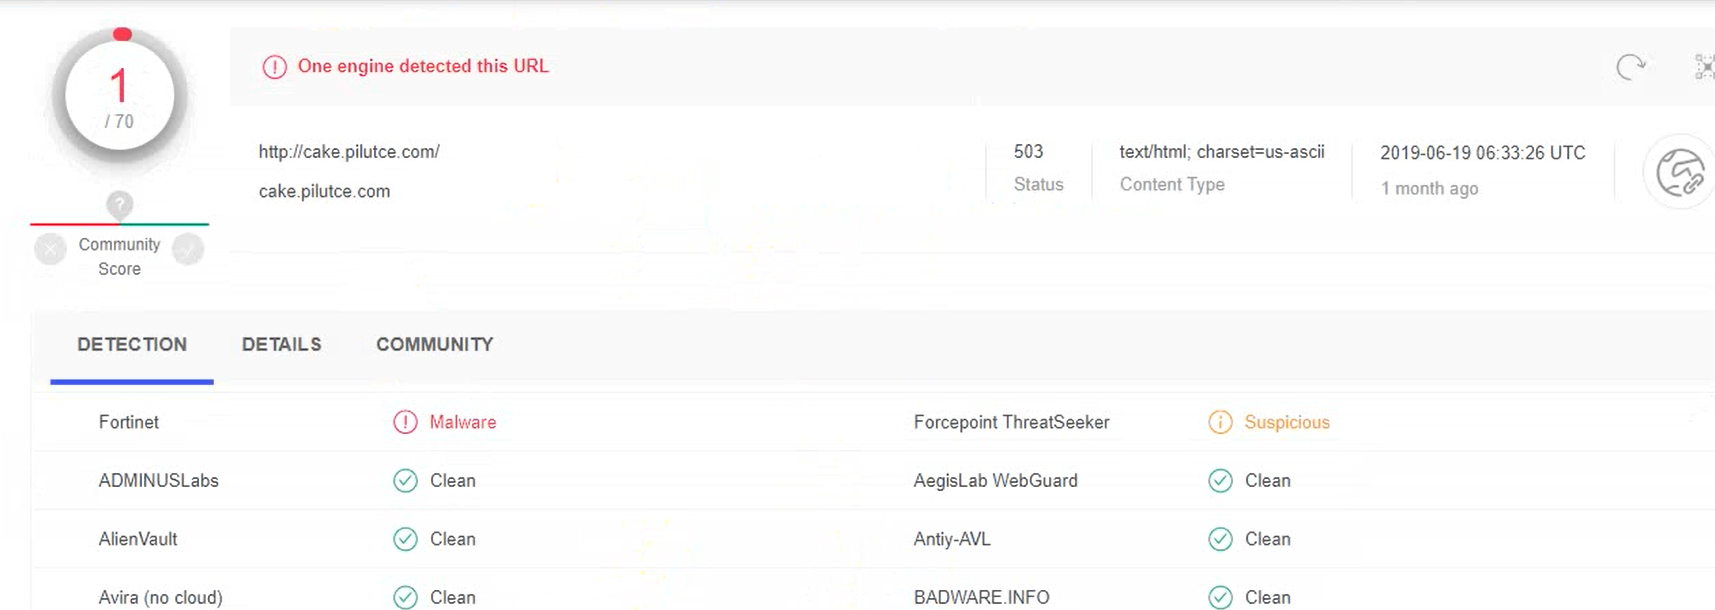 1
/ 70
One engine detected this URL
http://cake.pilutce.com/
cake.pilutce.com
503
Status
text/html; charset=us-ascii
Content Type
2019-06-19 06:33:26 UTC
1 month ago
?
Community
Score
DETECTION DETAILS COMMUNITY
Fortinet Malware Forcepoint ThreatSeeker Suspicious
ADMINUSLabs Clean AegisLab WebGuard Clean
AlienVault Clean Antiy-AVL Clean
Avira (no cloud) Clean BADWARE.INFO Clean